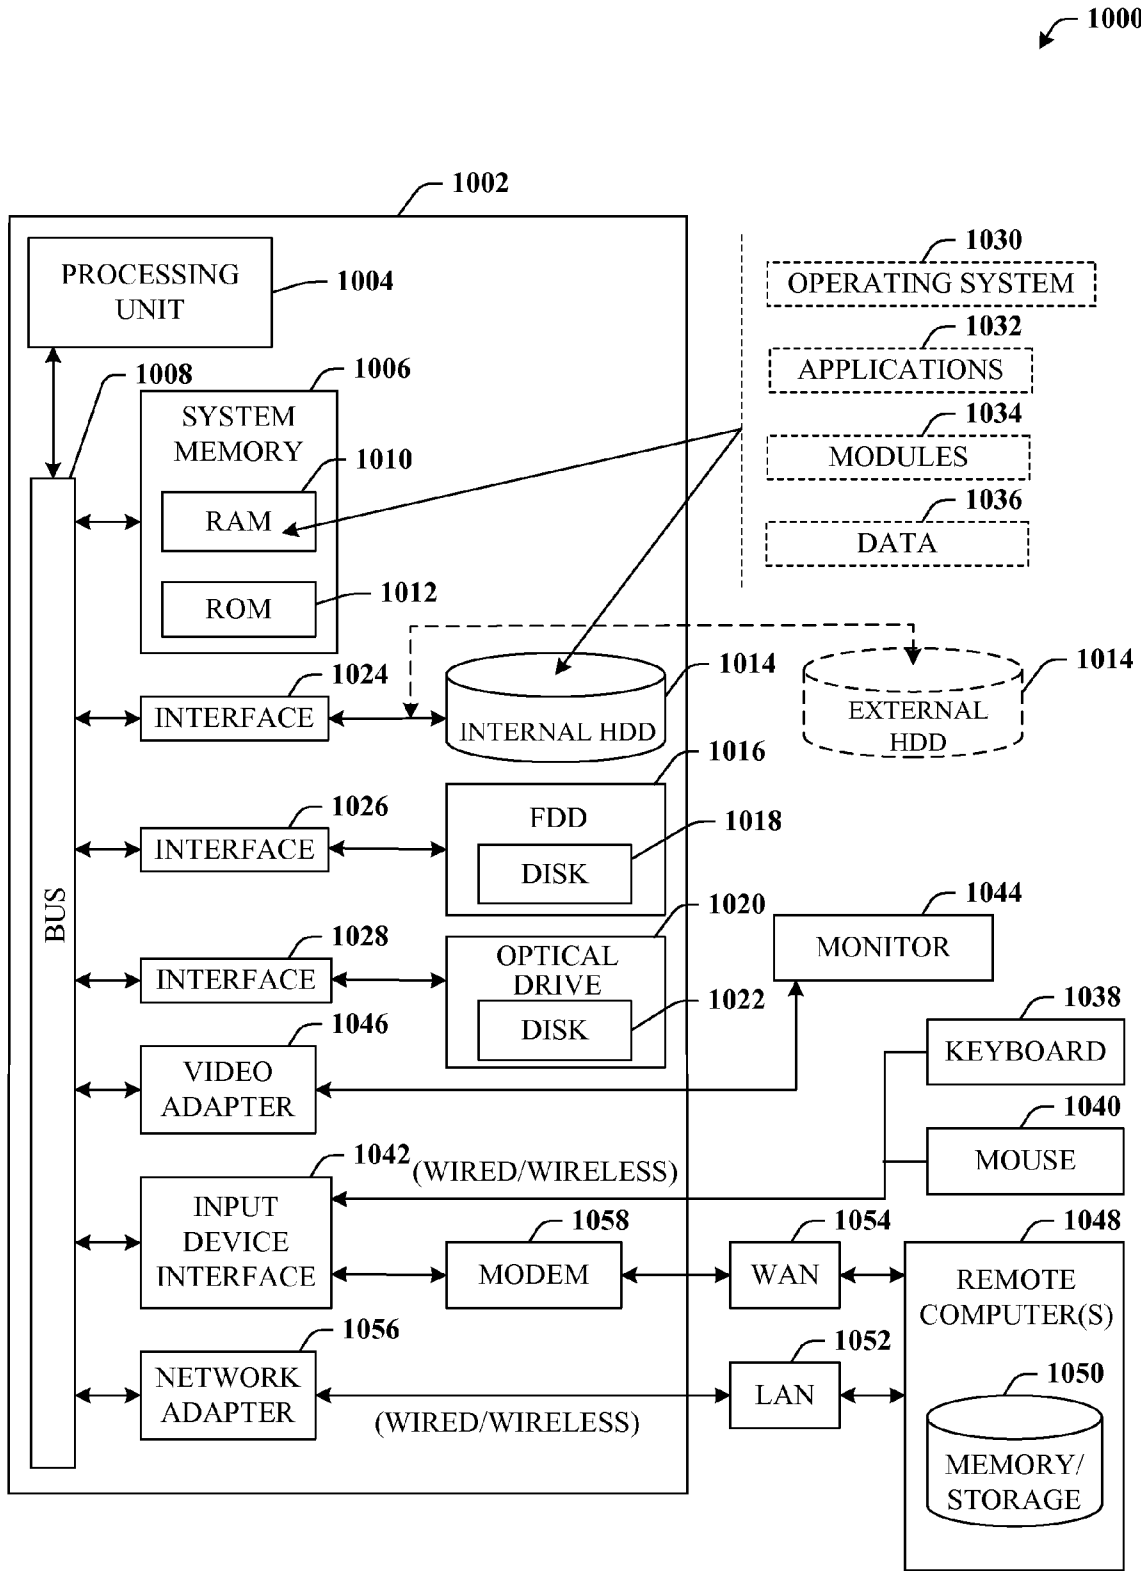 1000
1002
PROCESSING
UNIT
1004
1030
OPERATING SYSTEM
1032
APPLICATIONS
1034
MODULES
1036
DATA
1008
1006
SYSTEM
MEMORY
1010
RAM
ROM
1012
1024
INTERFACE
1014
INTERNAL HDD
1014
EXTERNAL
HDD
1016
1026
INTERFACE
FDD
1018
DISK
BUS
1020
1028
INTERFACE
OPTICAL
DRIVE
1022
DISK
1044
MONITOR
1038
KEYBOARD
1046
VIDEO
ADAPTER
1040
MOUSE
1042
(WIRED/WIRELESS)
INPUT
DEVICE
INTERFACE
1058
MODEM
1054
WAN
1048
REMOTE
COMPUTER(S)
1056
NETWORK
ADAPTER
(WIRED/WIRELESS)
1052
LAN
1050
MEMORY/
STORAGE